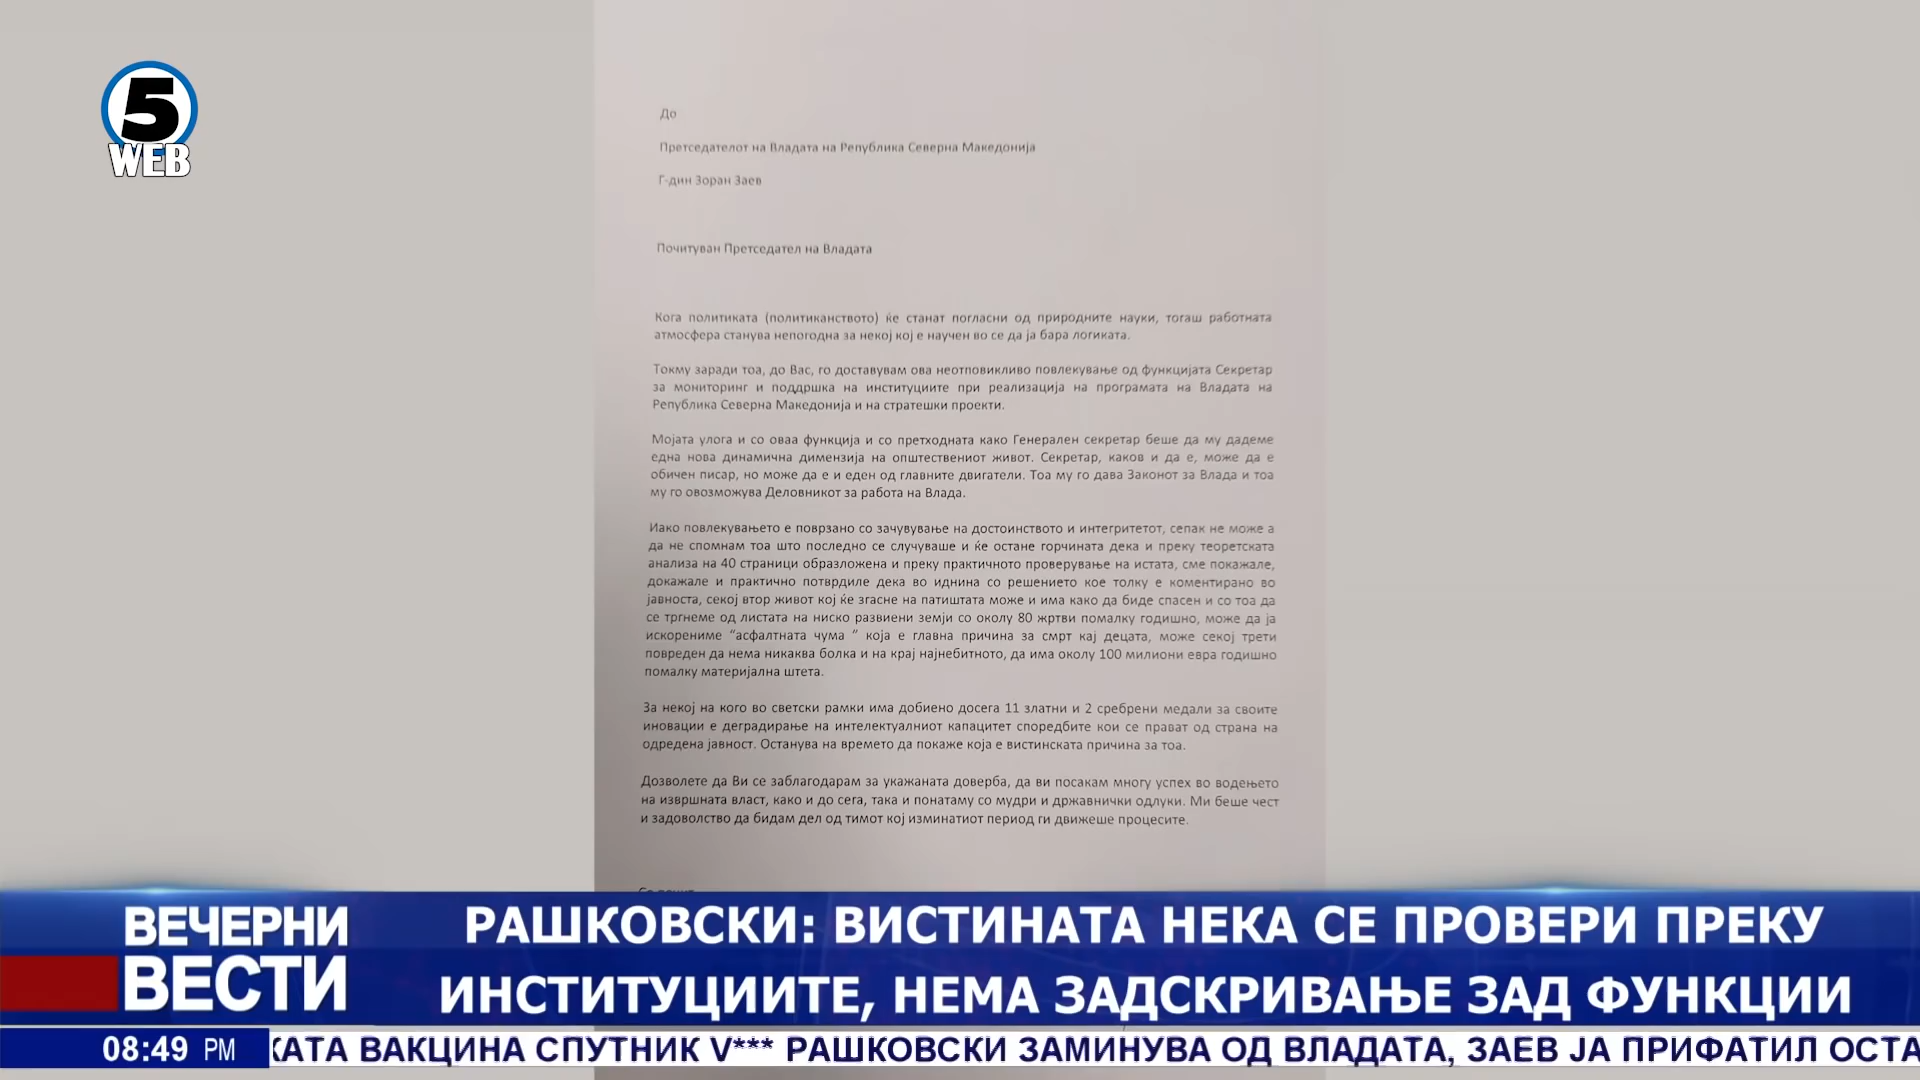 5
WEB
До
Претседателот на Владата на Република Северна Македонија
Г-дин Зоран Заев
Почитуван Претседател на Владата
Кога политиката (политиканството) ќе станат погласни од природните науки, тогаш работната
атмосфера станува непогодна за некој кој е научен во се да ја бара логиката.
Токму заради тоа, до Вас, го доставувам ова неотповикливо повлекување од функцијата Секретар
за мониторинг и поддршка на институциите при реализација на програмата на Владата на
Република Северна Македонија и на стратешки проекти.
Мојата улога и со оваа функција и со претходната како Генерален секретар беше да му дадеме
една нова динамична димензија на општествениот живот. Секретар, каков и да е, може да е
обичен писар, но може да е и еден од главните двигатели. Тоа му го дава Законот за Влада и тоа
му го овозможува Деловникот за работа на Влада.
Иако повлекувањето е поврзано со зачувување на достоинството и интегритетот, сепак не може а
да не спомнам тоа што последно се случуваше и ќе остане горчината дека и преку теоретската
анализа на 40 страници образложена и преку практичното проверување на истата, сме покажале,
докажале и практично потврдиле дека во иднина со решението кое толку е коментирано во
јавноста, секој втор живот кој ќе згасне на патиштата може и има како да биде спасен и со тоа да
се тргнеме од листата на ниско развиени земји со околу 80 жртви помалку годишно, може да ја
искорениме “асфалтната чума ” која е главна причина за смрт кај децата, може секој трети
повреден да нема никаква болка и на крај најнебитното, да има околу 100 милиони евра годишно
помалку материјална штета.
За некој на кого во светски рамки има добиено досега 11 златни и 2 сребрени медали за своите
иновации е деградирање на интелектуалниот капацитет споредбите кои се прават од страна на
одредена јавност. Останува на времето да покаже која е вистинската причина за тоа.
Дозволете да Ви се заблагодарам за укажаната доверба, да ви посакам многу успех во водењето
на извршната власт, како и до сега, така и понатаму со мудри и државнички одлуки. Ми беше чест
и задоволство да бидам дел од тимот кој изминатиот период ги движеше процесите.
ВЕЧЕРНИ
ВЕСТИ
РАШКОВСКИ: ВИСТИНАТА НЕКА СЕ ПРОВЕРИ ПРЕКУ
ИНСТИТУЦИИТЕ, НЕМА ЗАДСКРИВАЊЕ ЗАД ФУНКЦИИ
08:49 PM
КАТА ВАКЦИНА СПУТНИК V*** РАШКОВСКИ ЗАМИНУВА ОД ВЛАДАТА, ЗАЕВ ЈА ПРИФАТИЛ ОСТА